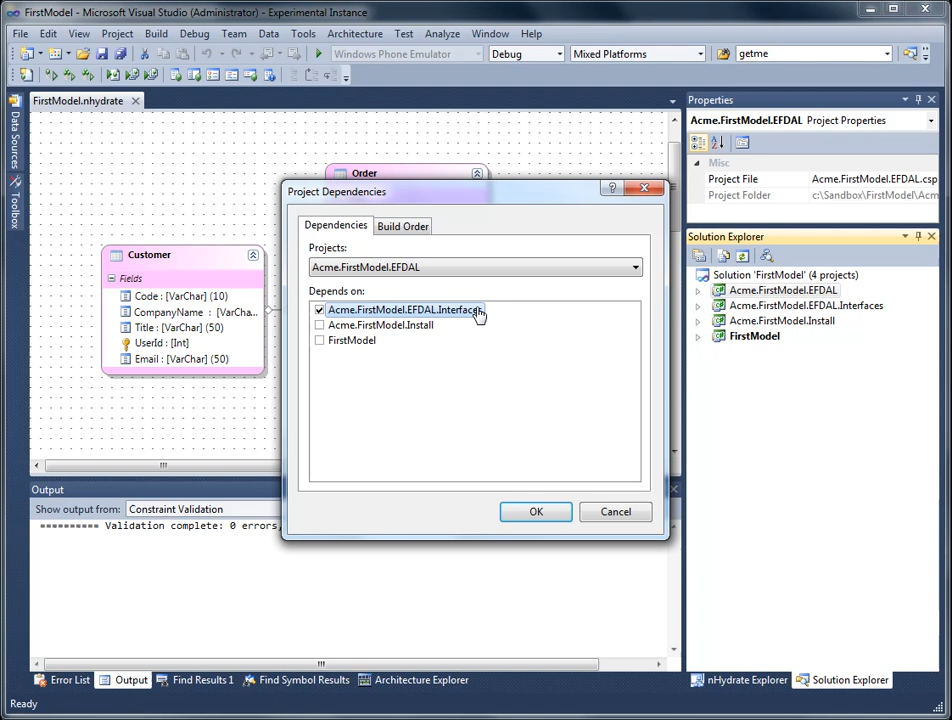 FirstModel - Microsoft Visual Studio (Administrator) - Experimental Instance
File Edit View Project Build Debug Team Data Tools Architecture Test Analyze Window Help
Windows Phone Emulator Debug Mixed Platforms getme
FirstModel.nhydrate
Data Sources
Toolbox
Order
Customer
Fields
Code : [VarChar] (10)
CompanyName : [VarCha...
Title : [VarChar] (50)
UserId : [Int]
Email : [VarChar] (50)
Project Dependencies
Dependencies Build Order
Projects:
Acme.FirstModel.EFDAL
Depends on:
Acme.FirstModel.EFDAL.Interfaces
Acme.FirstModel.Install
FirstModel
OK Cancel
Properties
Acme.FirstModel.EFDAL Project Properties
Misc
Project File Acme.FirstModel.EFDAL.csp
Project Folder c:\Sandbox\FirstModel\Acm
Solution Explorer
Solution 'FirstModel' (4 projects)
Acme.FirstModel.EFDAL
Acme.FirstModel.EFDAL.Interfaces
Acme.FirstModel.Install
FirstModel
Output
Show output from: Constraint Validation
========== Validation complete: 0 errors,
Error List Output Find Results 1 Find Symbol Results Architecture Explorer
nHydrate Explorer Solution Explorer
Ready